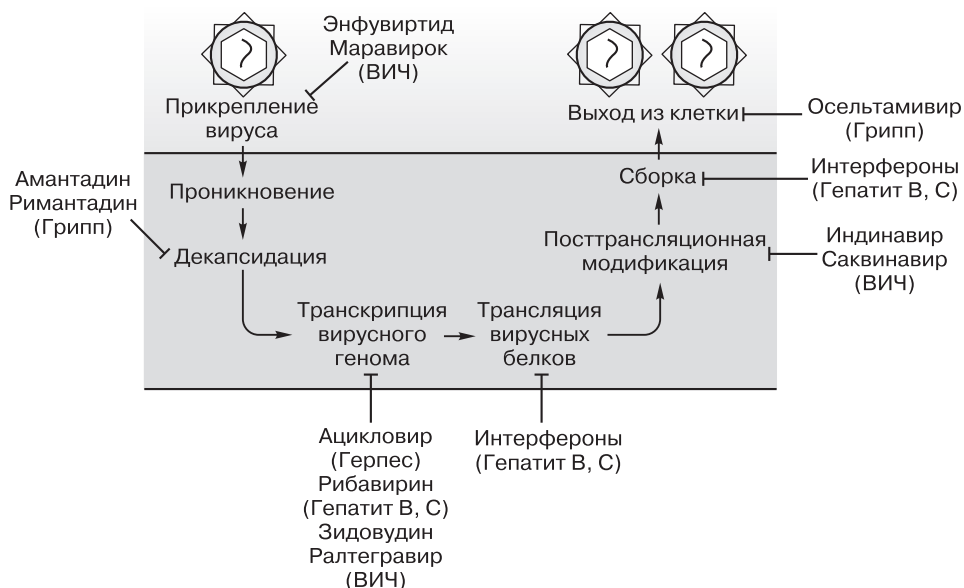 Энфувиртид
Маравирок
(ВИЧ)
Прикрепление
вируса
Проникновение
Амантадин
Римантадин
(Грипп)
Декапсидация
Транскрипция
вирусного
генома
Трансляция
вирусных
белков
Ацикловир
(Герпес)
Рибавирин
(Гепатит В, С)
Зидовудин
Ралтегравир
(ВИЧ)
Интерфероны
(Гепатит В, С)
Посттрансляционная
модификация
Индинавир
Саквинавир
(ВИЧ)
Сборка
Интерфероны
(Гепатит В, С)
Выход из клетки
Осельтамивир
(Грипп)